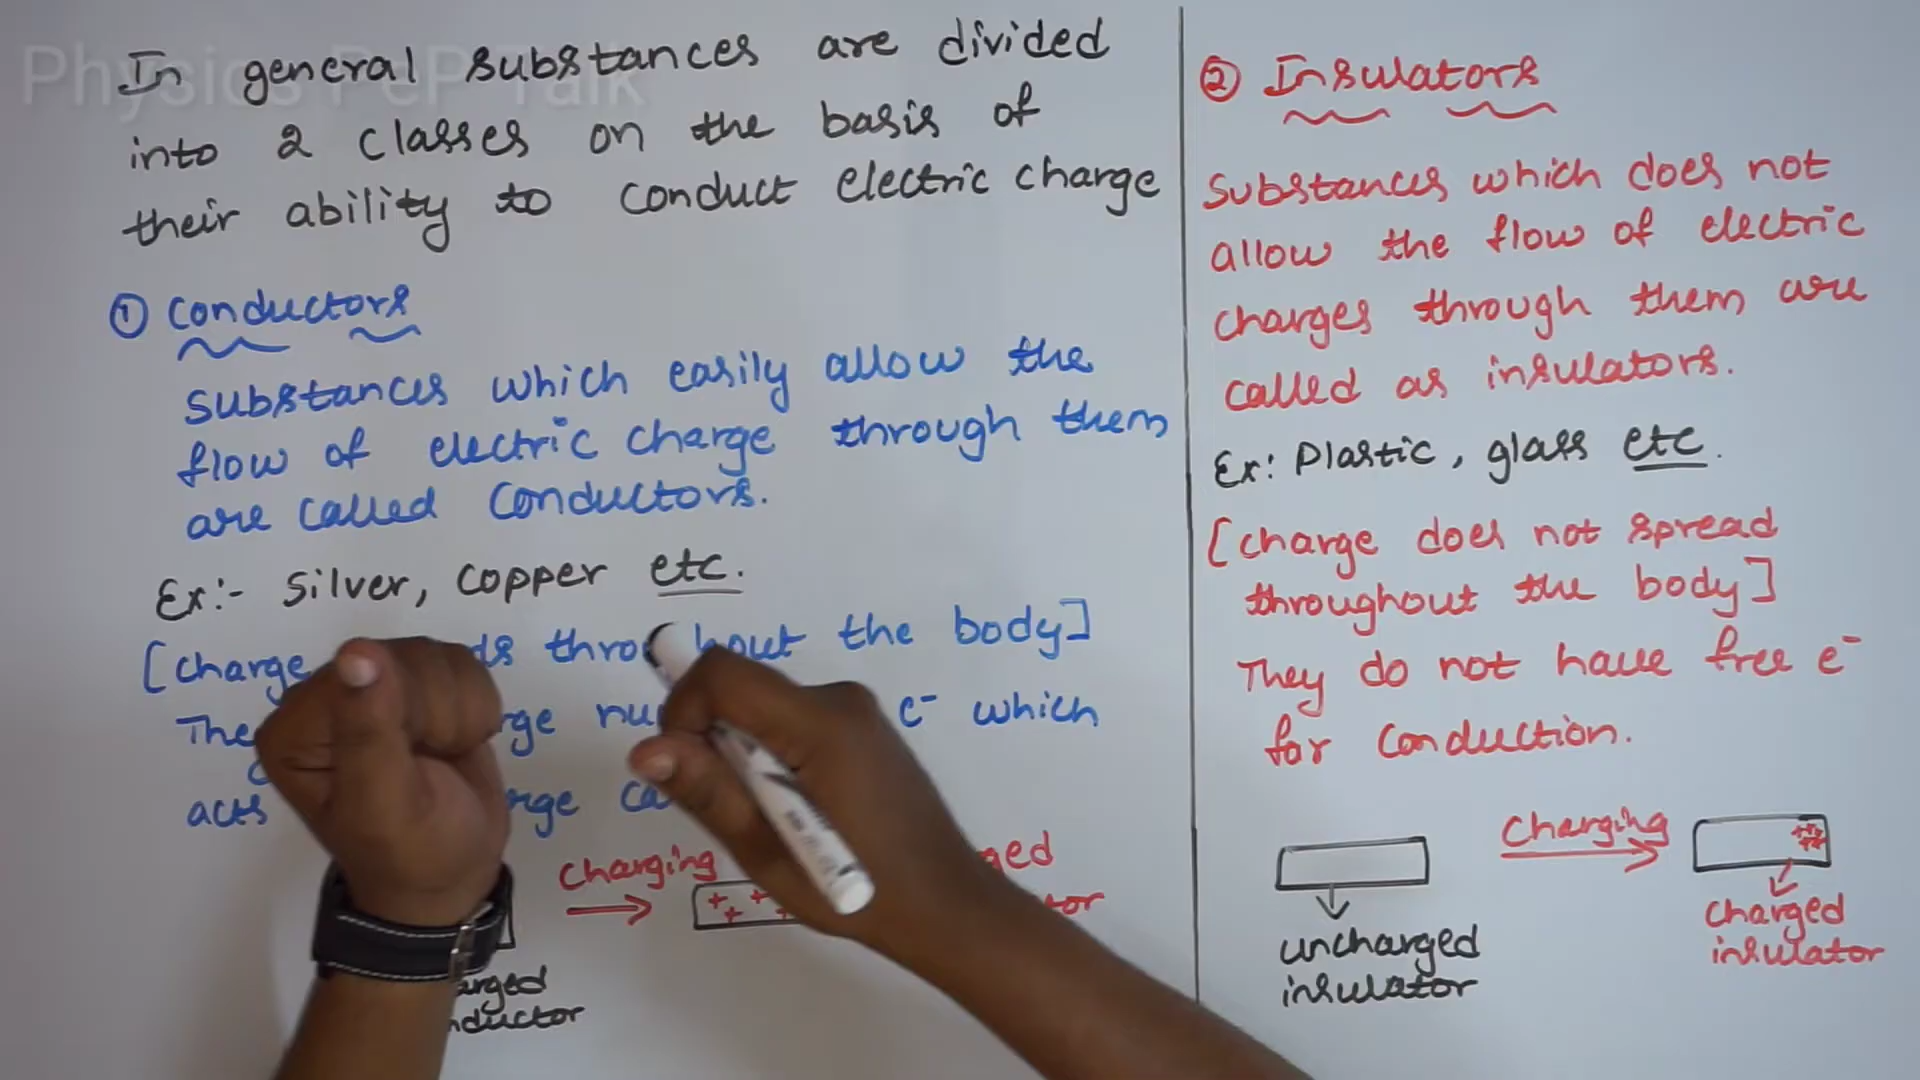 Physics PeP Talk
In general substances are divided
into 2 classes on the basis of
their ability to conduct electric charge
① Conductors
substances which easily allow the
flow of electric charge through them
are called Conductors.
Ex:- Silver, Copper etc.
[charge throughout the body]
e- which
acts
charging
uncharged
insulator
② Insulators
substances which does not
allow the flow of electric
charges through them are
called as insulators.
Ex: Plastic, glass etc.
[charge does not spread
throughout the body]
They do not have free e-
for conduction.
charging
charged
insulator